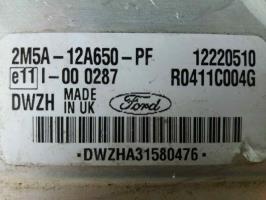 2M5A-12A650-PF 12220510
e11 I-00 0287 R0411C004G
DWZH MADE IN UK Ford
·DWZHA31580476·